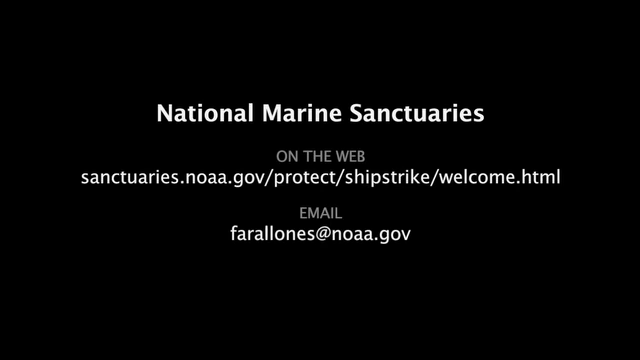 National Marine Sanctuaries
ON THE WEB
sanctuaries.noaa.gov/protect/shipstrike/welcome.html
EMAIL
farallones@noaa.gov